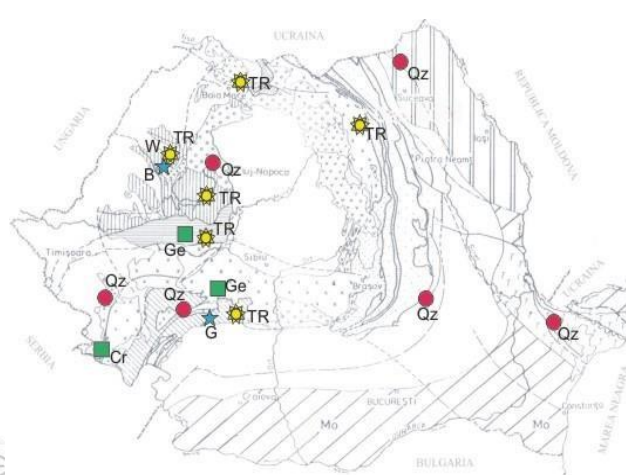 UCRAINA
Qz
TR
Baia Mare
Suceava
REPUBLICA MOLDOVA
UNGARIA
TR
Iași
W
TR
B
Qz
Cluj-Napoca
Piatra Neamț
TR
TR
Ge
Timișoara
Sibiu
Qz
Qz
Ge
Brașov
UCRAINA
G
TR
Qz
Qz
SERBIA
Cr
Craiova
BUCUREȘTI
Constanța
Mo
Mo
MAREA NEAGRA
BULGARIA